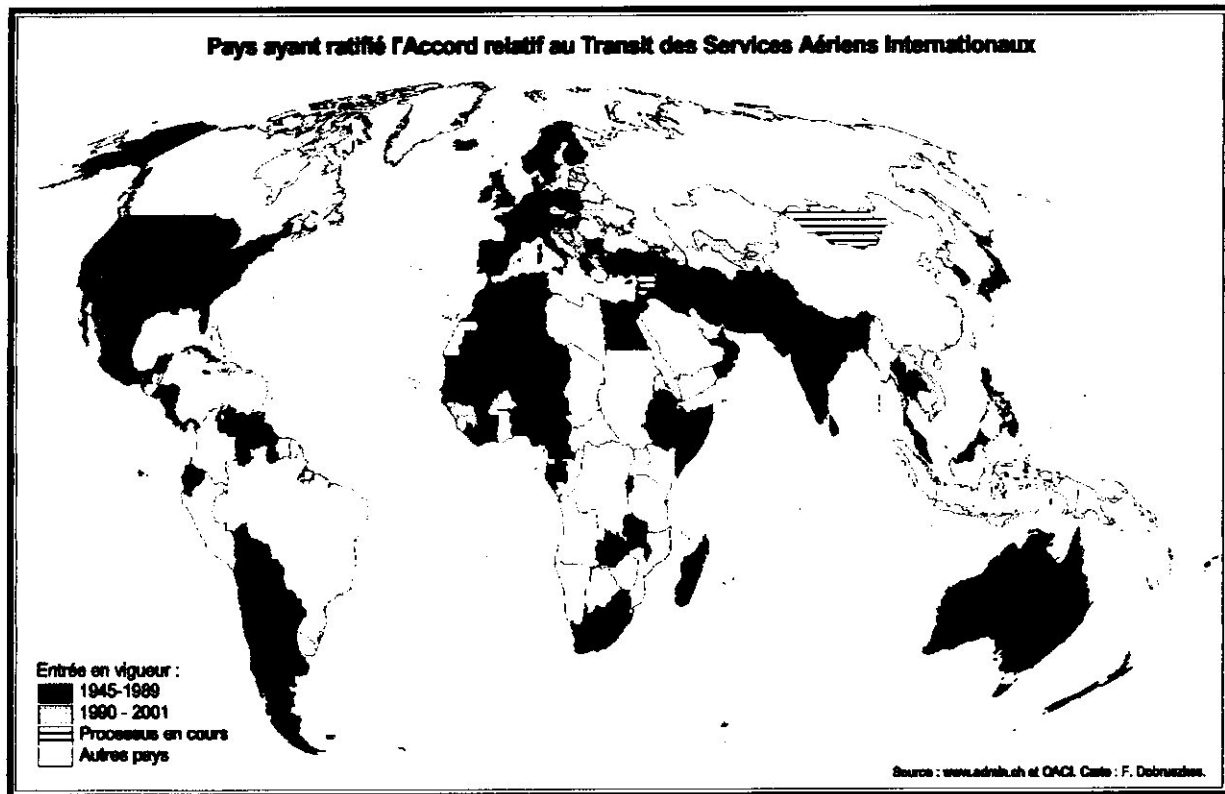 Pays ayant ratifié l'Accord relatif au Transit des Services Aériens Internationaux
Entrée en vigueur :
1945-1989
1990 - 2001
Processus en cours
Autres pays
Source : www.admin.ch et OACI. Carte : F. Dobruszkes.